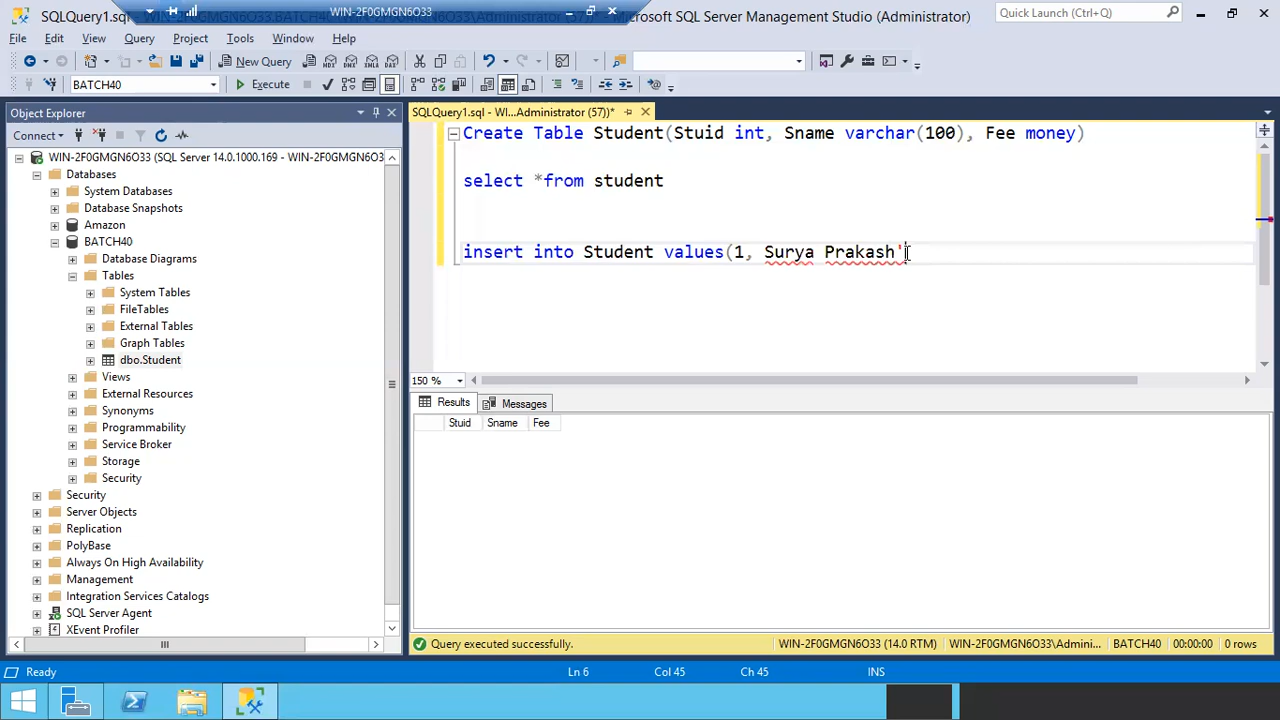 SQLQuery1.sql
WIN-2F0GMGN6O33
Microsoft SQL Server Management Studio (Administrator)
Quick Launch (Ctrl+Q)
File Edit View Query Project Tools Window Help
New Query
BATCH40
Execute
Object Explorer
SQLQuery1.sql - WI...Administrator (57))*
Connect
WIN-2F0GMGN6O33 (SQL Server 14.0.1000.169 - WIN-2F0GMGN6O33
Databases
System Databases
Database Snapshots
Amazon
BATCH40
Database Diagrams
Tables
System Tables
FileTables
External Tables
Graph Tables
dbo.Student
Views
External Resources
Synonyms
Programmability
Service Broker
Storage
Security
Security
Server Objects
Replication
PolyBase
Always On High Availability
Management
Integration Services Catalogs
SQL Server Agent
XEvent Profiler
Create Table Student(Stuid int, Sname varchar(100), Fee money)
select *from student
insert into Student values(1, Surya Prakash'
150 %
Results Messages
Stuid Sname Fee
Query executed successfully.
WIN-2F0GMGN6O33 (14.0 RTM)
WIN-2F0GMGN6O33\Admini...
BATCH40
00:00:00
0 rows
Ready
Ln 6
Col 45
Ch 45
INS